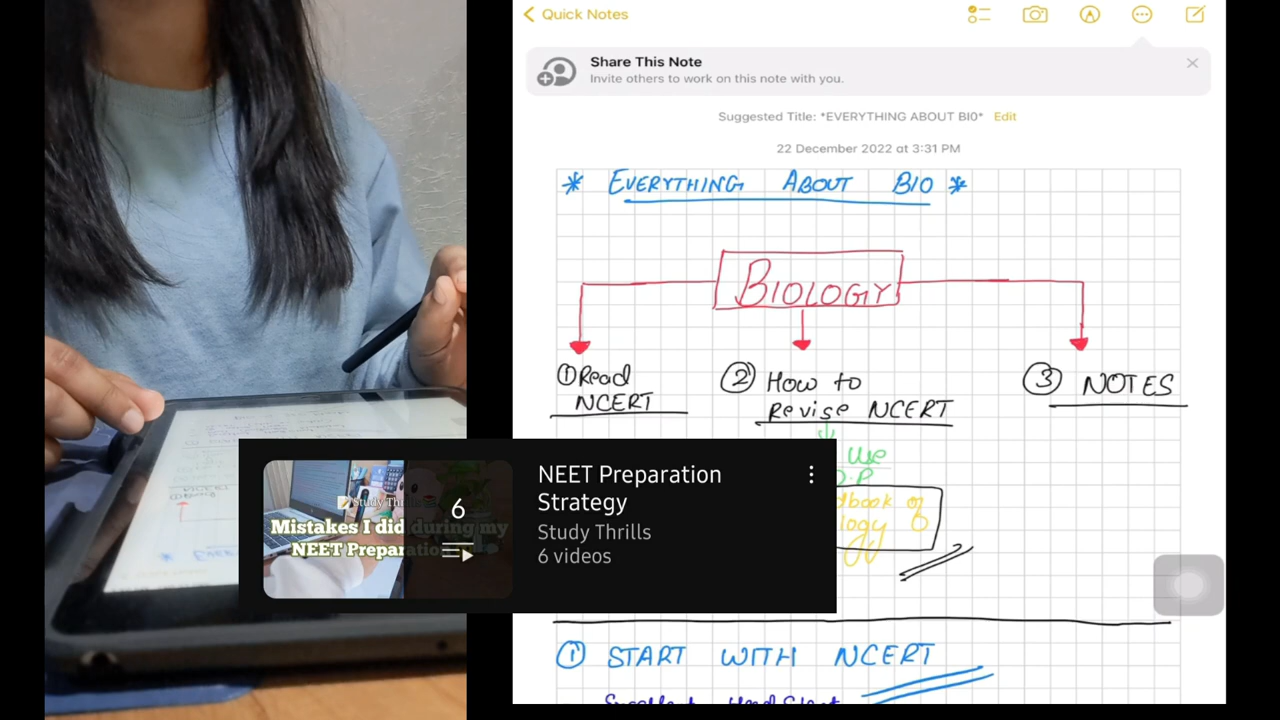 Quick Notes
Share This Note
Invite others to work on this note with you.
Suggested Title: *EVERYTHING ABOUT BI0* Edit
22 December 2022 at 3:31 PM
* EVERYTHING ABOUT BIO *
BIOLOGY
① Read
NCERT
② How to
Revise NCERT
③ NOTES
use
O.P
NEET Preparation
Strategy
Study Thrills
6 videos
6
Mistakes I did during my
NEET Preparation
① START WITH NCERT